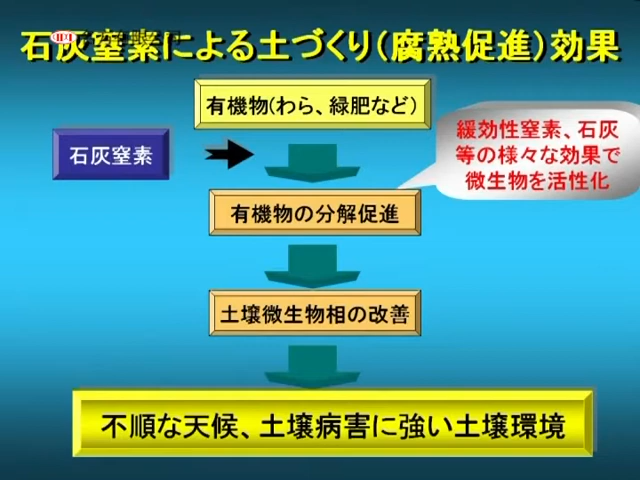 石灰窒素による土づくり(腐熟促進)効果
有機物(わら、緑肥など)
石灰窒素
緩効性窒素、石灰
等の様々な効果で
微生物を活性化
有機物の分解促進
土壌微生物相の改善
不順な天候、土壌病害に強い土壌環境